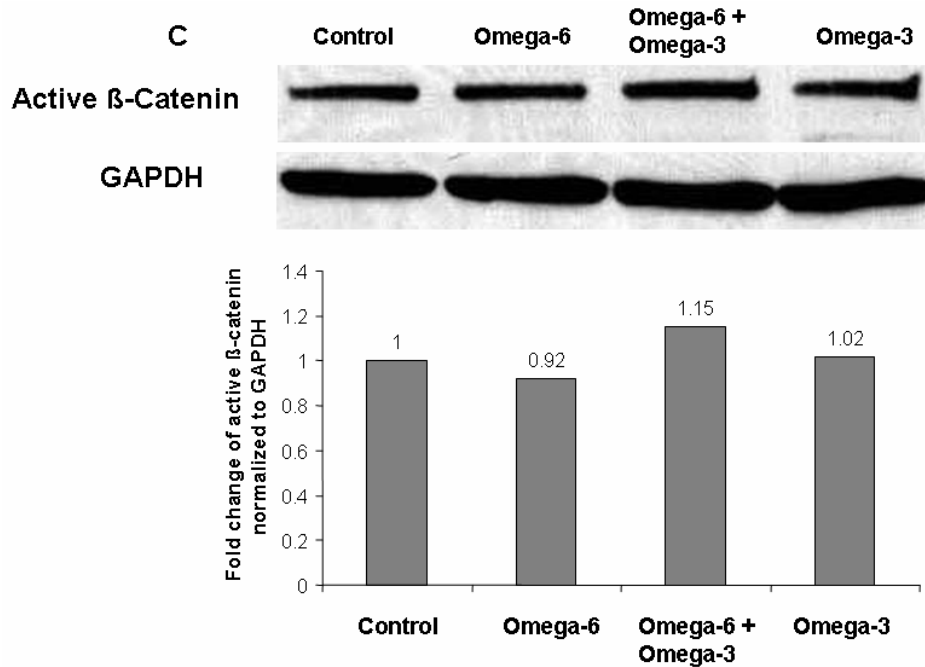 C
Control
Omega-6
Omega-6 +
Omega-3
Omega-3
Active ß-Catenin
GAPDH
Fold change of active ß-catenin
normalized to GAPDH
1.4
1.2
1
0.8
0.6
0.4
0.2
0
1
0.92
1.15
1.02
Control
Omega-6
Omega-6 +
Omega-3
Omega-3